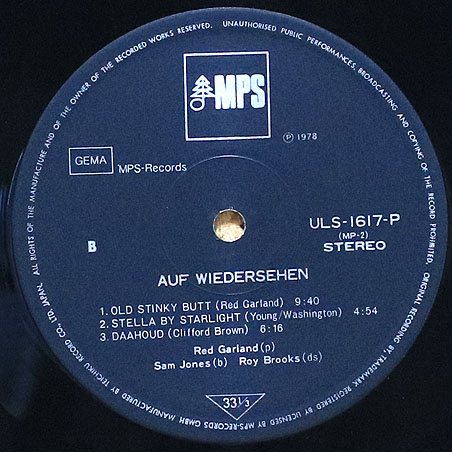 ALL RIGHTS OF THE MANUFACTURE AND OF THE OWNER OF THE RECORDED WORKS RESERVED. UNAUTHORISED PUBLIC PERFORMANCES, BROADCASTING AND COPYING OF THE RECORD PROHIBITED.
MPS
Ⓟ 1978
GEMA
MPS-Records
ULS-1617-P
(MP-2)
STEREO
B
AUF WIEDERSEHEN
1. OLD STINKY BUTT (Red Garland) 9:40
2. STELLA BY STARLIGHT (Young/Washington) 4:54
3. DAAHOUD (Clifford Brown) 6:16
Red Garland(p)
Sam Jones(b) Roy Brooks(ds)
33⅓
ORIGINAL RECORDING BY TRADEMARK REGISTERED BY LICENSED BY MPS-RECORDS GMBH, MANUFACTURED BY TEICHIKU RECORD CO., LTD, JAPAN.